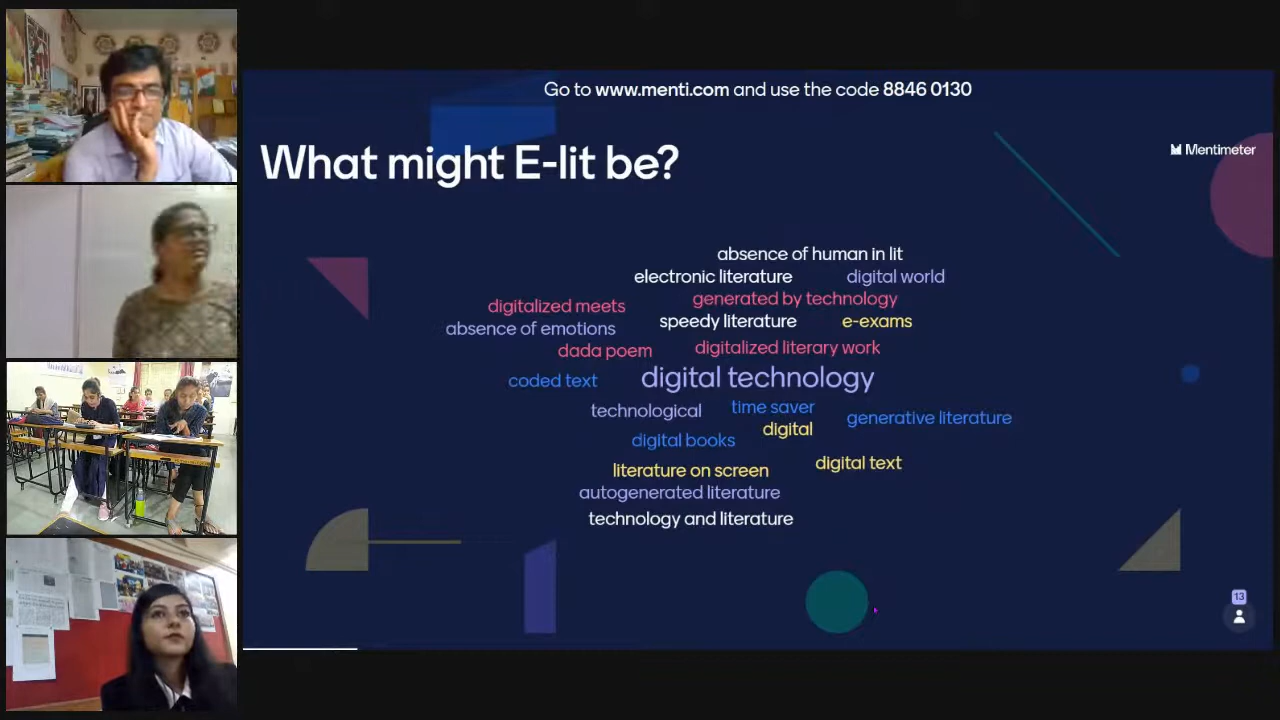 Go to www.menti.com and use the code 8846 0130
What might E-lit be?
Mentimeter
absence of human in lit
electronic literature
digital world
digitalized meets
generated by technology
absence of emotions
speedy literature
e-exams
dada poem
digitalized literary work
coded text
digital technology
technological
time saver
generative literature
digital
digital books
literature on screen
digital text
autogenerated literature
technology and literature
13